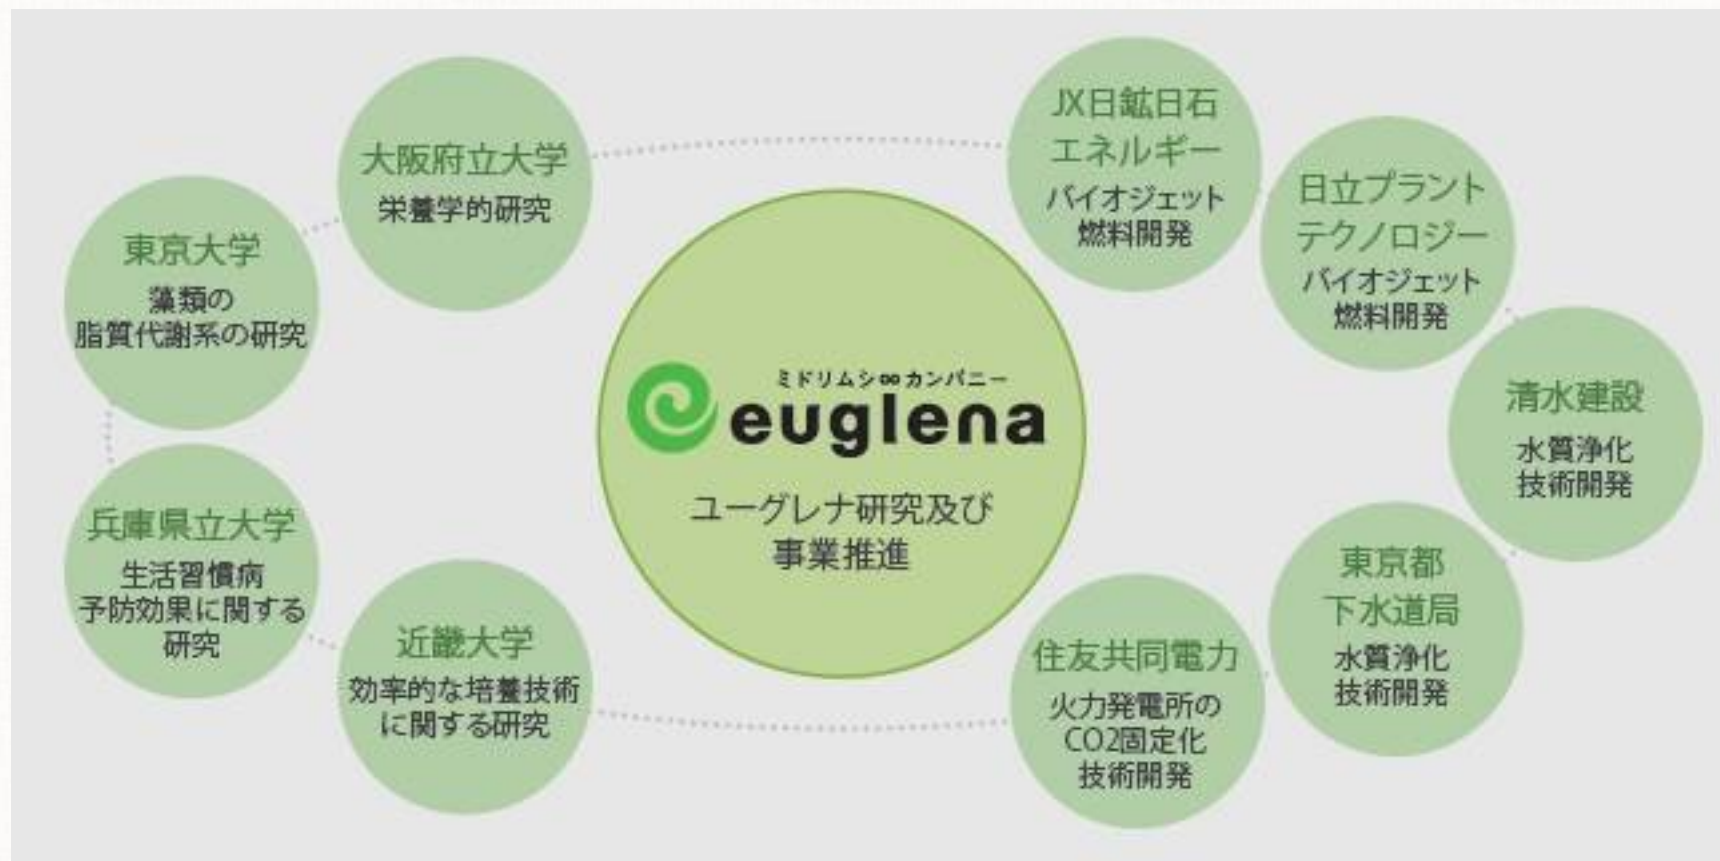 大阪府立大学
栄養学的研究
東京大学
藻類の
脂質代謝系の研究
兵庫県立大学
生活習慣病
予防効果に関する
研究
近畿大学
効率的な培養技術
に関する研究
ミドリムシ∞カンパニー
euglena
ユーグレナ研究及び
事業推進
JX日鉱日石
エネルギー
バイオジェット
燃料開発
日立プラント
テクノロジー
バイオジェット
燃料開発
清水建設
水質浄化
技術開発
東京都
下水道局
水質浄化
技術開発
住友共同電力
火力発電所の
CO2固定化
技術開発